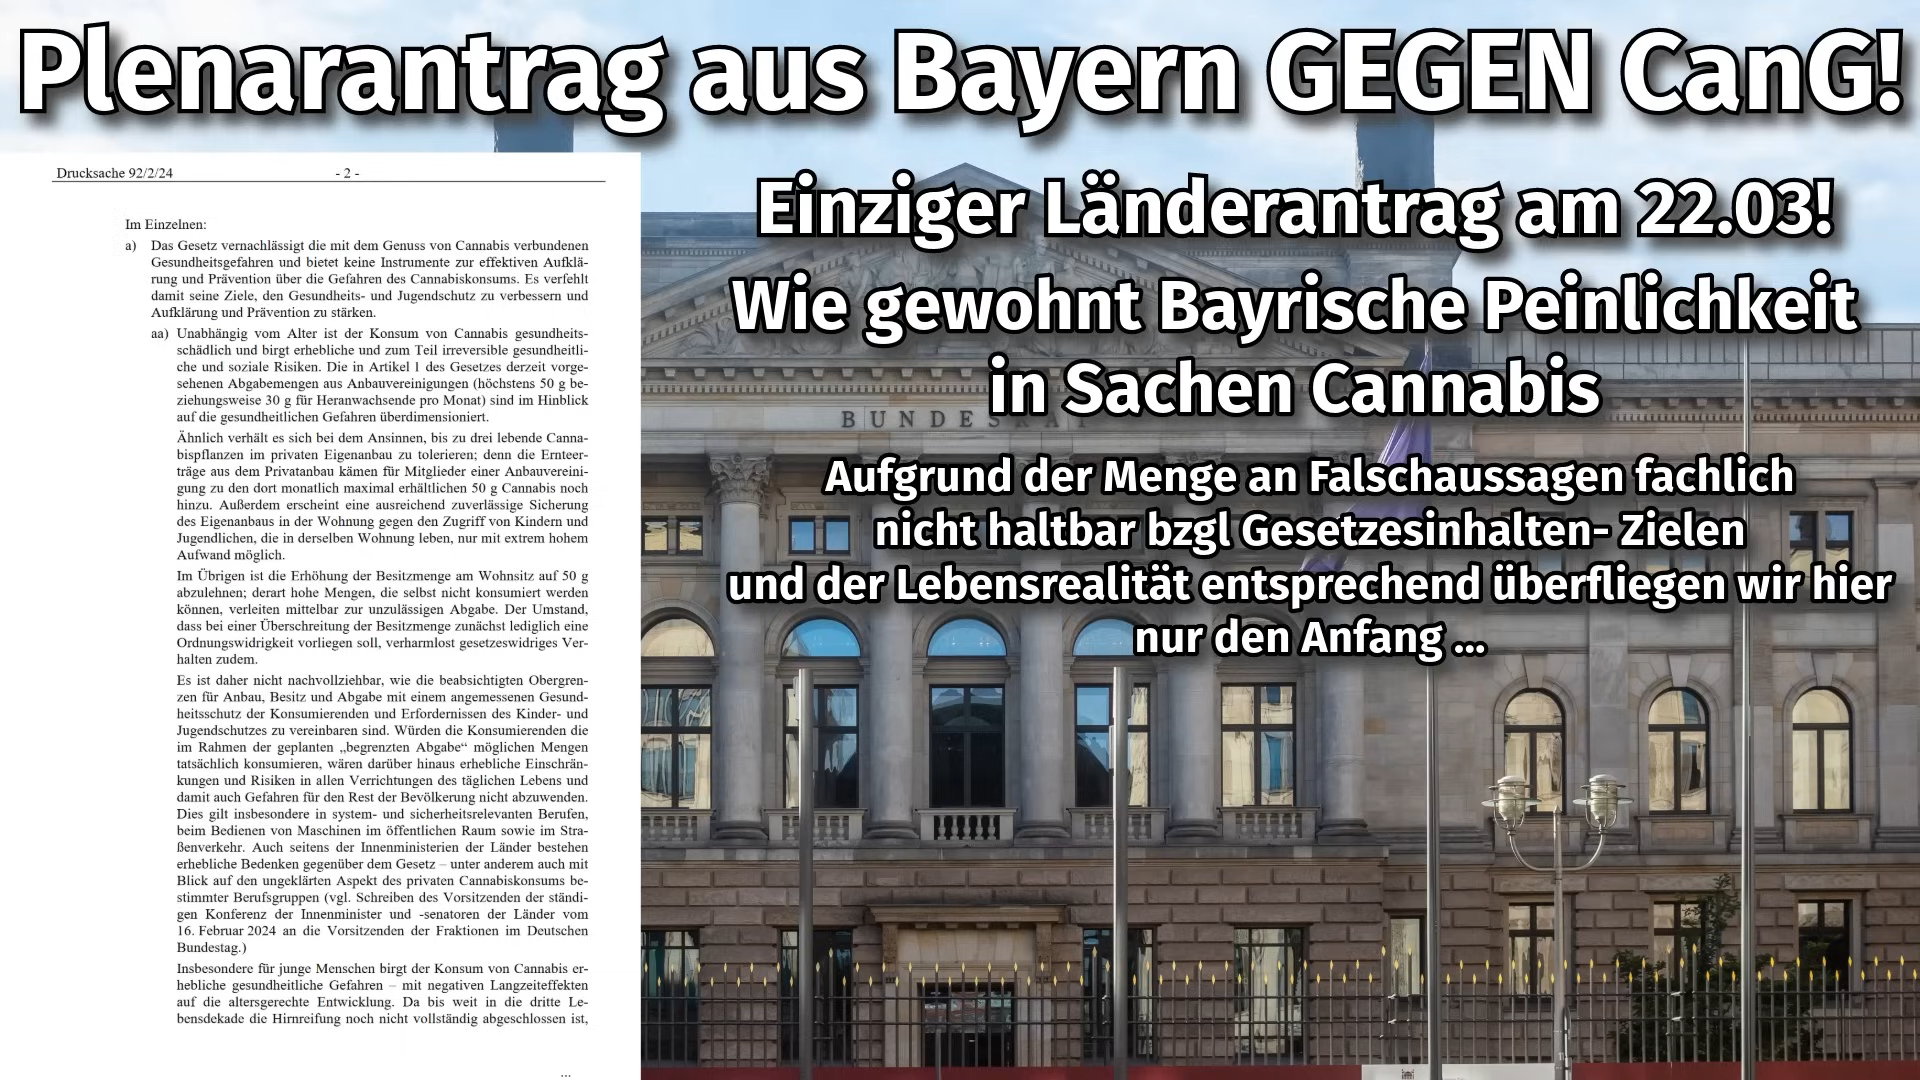 Plenarantrag aus Bayern GEGEN CanG!
Drucksache 92/2/24
- 2 -
Im Einzelnen:
a) Das Gesetz vernachlässigt die mit dem Genuss von Cannabis verbundenen
Gesundheitsgefahren und bietet keine Instrumente zur effektiven Aufklä-
rung und Prävention über die Gefahren des Cannabiskonsums. Es verfehlt
damit seine Ziele, den Gesundheits- und Jugendschutz zu verbessern und
Aufklärung und Prävention zu stärken.
aa) Unabhängig vom Alter ist der Konsum von Cannabis gesundheits-
schädlich und birgt erhebliche und zum Teil irreversible gesundheitli-
che und soziale Risiken. Die in Artikel 1 des Gesetzes derzeit vorge-
sehenen Abgabemengen aus Anbauvereinigungen (höchstens 50 g be-
ziehungsweise 30 g für Heranwachsende pro Monat) sind im Hinblick
auf die gesundheitlichen Gefahren überdimensioniert.
Ähnlich verhält es sich bei dem Ansinnen, bis zu drei lebende Canna-
bispflanzen im privaten Eigenanbau zu tolerieren; denn die Ernteer-
träge aus dem Privatanbau kämen für Mitglieder einer Anbauvereini-
gung zu den dort monatlich maximal erhältlichen 50 g Cannabis noch
hinzu. Außerdem erscheint eine ausreichend zuverlässige Sicherung
des Eigenanbaus in der Wohnung gegen den Zugriff von Kindern und
Jugendlichen, die in derselben Wohnung leben, nur mit extrem hohem
Aufwand möglich.
Im Übrigen ist die Erhöhung der Besitzmenge am Wohnsitz auf 50 g
abzulehnen; derart hohe Mengen, die selbst nicht konsumiert werden
können, verleiten mittelbar zur unzulässigen Abgabe. Der Umstand,
dass bei einer Überschreitung der Besitzmenge zunächst lediglich eine
Ordnungswidrigkeit vorliegen soll, verharmlost gesetzeswidriges Ver-
halten zudem.
Es ist daher nicht nachvollziehbar, wie die beabsichtigten Obergren-
zen für Anbau, Besitz und Abgabe mit einem angemessenen Gesund-
heitsschutz der Konsumierenden und Erfordernissen des Kinder- und
Jugendschutzes zu vereinbaren sind. Würden die Konsumierenden die
im Rahmen der geplanten „begrenzten Abgabe“ möglichen Mengen
tatsächlich konsumieren, wären darüber hinaus erhebliche Einschrän-
kungen und Risiken in allen Verrichtungen des täglichen Lebens und
damit auch Gefahren für den Rest der Bevölkerung nicht abzuwenden.
Dies gilt insbesondere in system- und sicherheitsrelevanten Berufen,
beim Bedienen von Maschinen im öffentlichen Raum sowie im Stra-
ßenverkehr. Auch seitens der Innenministerien der Länder bestehen
erhebliche Bedenken gegenüber dem Gesetz – unter anderem auch mit
Blick auf den ungeklärten Aspekt des privaten Cannabiskonsums be-
stimmter Berufsgruppen (vgl. Schreiben des Vorsitzenden der ständi-
gen Konferenz der Innenminister und -senatoren der Länder vom
16. Februar 2024 an die Vorsitzenden der Fraktionen im Deutschen
Bundestag.)
Insbesondere für junge Menschen birgt der Konsum von Cannabis er-
hebliche gesundheitliche Gefahren – mit negativen Langzeiteffekten
auf die altersgerechte Entwicklung. Da bis weit in die dritte Le-
bensdekade die Hirnreifung noch nicht vollständig abgeschlossen ist,
...
Einziger Länderantrag am 22.03!
Wie gewohnt Bayrische Peinlichkeit
in Sachen Cannabis
BUNDESRAT
Aufgrund der Menge an Falschaussagen fachlich
nicht haltbar bzgl Gesetzesinhalten- Zielen
und der Lebensrealität entsprechend überfliegen wir hier
nur den Anfang ...